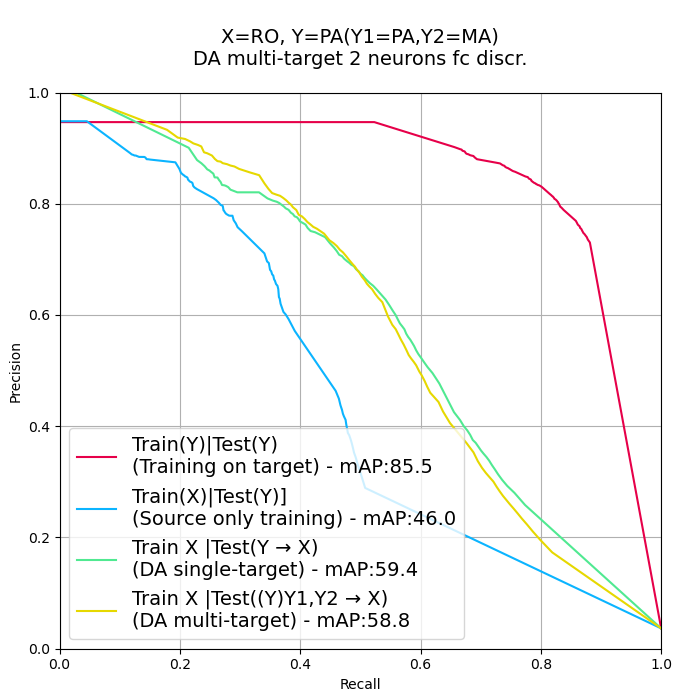 X=RO, Y=PA(Y1=PA,Y2=MA)
DA multi-target 2 neurons fc discr.
1.0
0.8
0.6
0.4
0.2
0.0
Precision
Train(Y)|Test(Y)
(Training on target) - mAP:85.5
Train(X)|Test(Y)]
(Source only training) - mAP:46.0
Train X |Test(Y → X)
(DA single-target) - mAP:59.4
Train X |Test((Y)Y1,Y2 → X)
(DA multi-target) - mAP:58.8
0.0 0.2 0.4 0.6 0.8 1.0
Recall